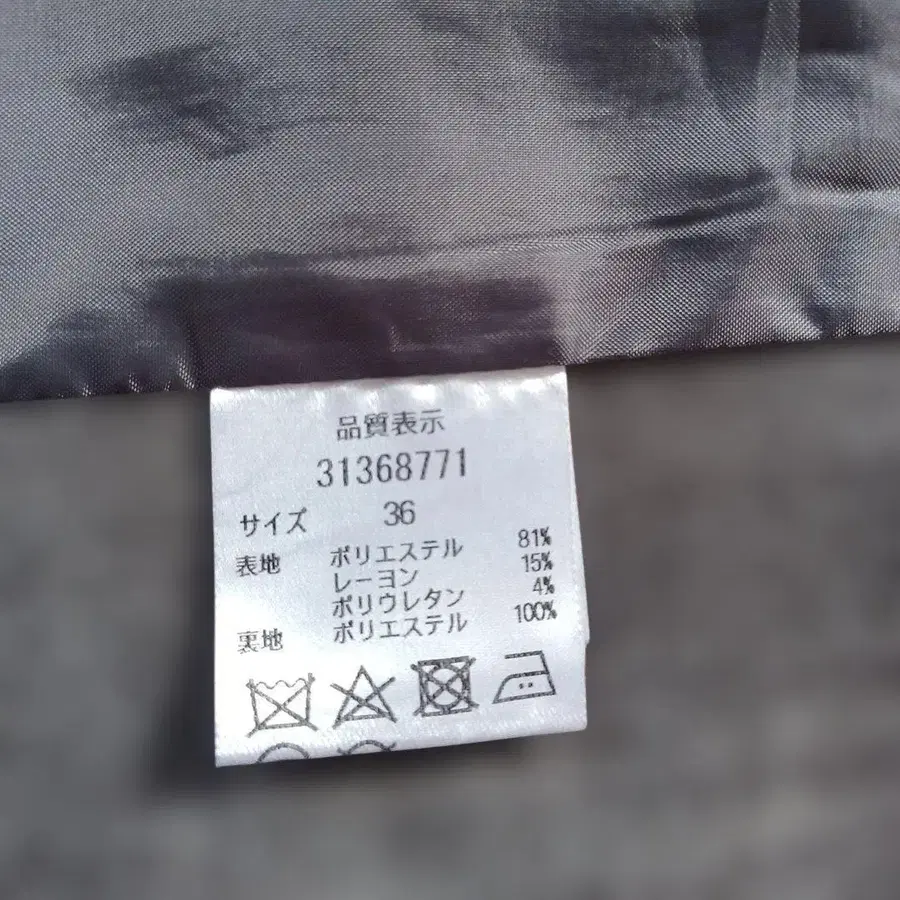 品質表示
31368771
サイズ 36
表地 ポリエステル 81%
レーヨン 15%
ポリウレタン 4%
裏地 ポリエステル 100%